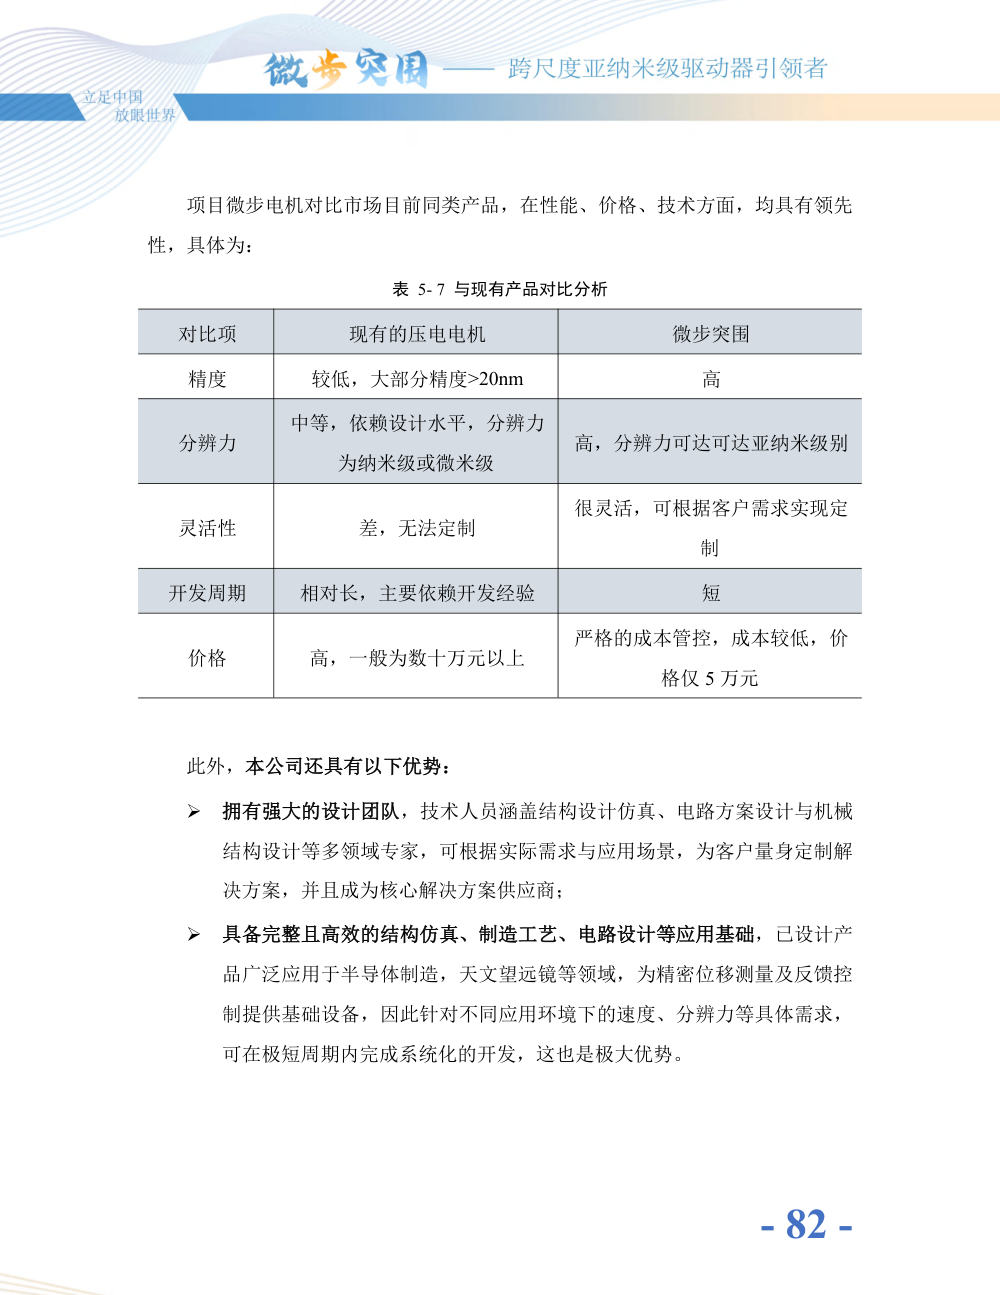 微步突围 —— 跨尺度亚纳米级驱动器引领者
立足中国
放眼世界
项目微步电机对比市场目前同类产品，在性能、价格、技术方面，均具有领先
性，具体为：
表 5- 7 与现有产品对比分析
对比项 现有的压电电机 微步突围
精度 较低，大部分精度>20nm 高
分辨力
中等，依赖设计水平，分辨力
为纳米级或微米级
高，分辨力可达可达亚纳米级别
灵活性 差，无法定制
很灵活，可根据客户需求实现定
制
开发周期 相对长，主要依赖开发经验 短
价格 高，一般为数十万元以上
严格的成本管控，成本较低，价
格仅 5 万元
此外，本公司还具有以下优势：
➢ 拥有强大的设计团队，技术人员涵盖结构设计仿真、电路方案设计与机械
结构设计等多领域专家，可根据实际需求与应用场景，为客户量身定制解
决方案，并且成为核心解决方案供应商；
➢ 具备完整且高效的结构仿真、制造工艺、电路设计等应用基础，已设计产
品广泛应用于半导体制造，天文望远镜等领域，为精密位移测量及反馈控
制提供基础设备，因此针对不同应用环境下的速度、分辨力等具体需求，
可在极短周期内完成系统化的开发，这也是极大优势。
- 82 -